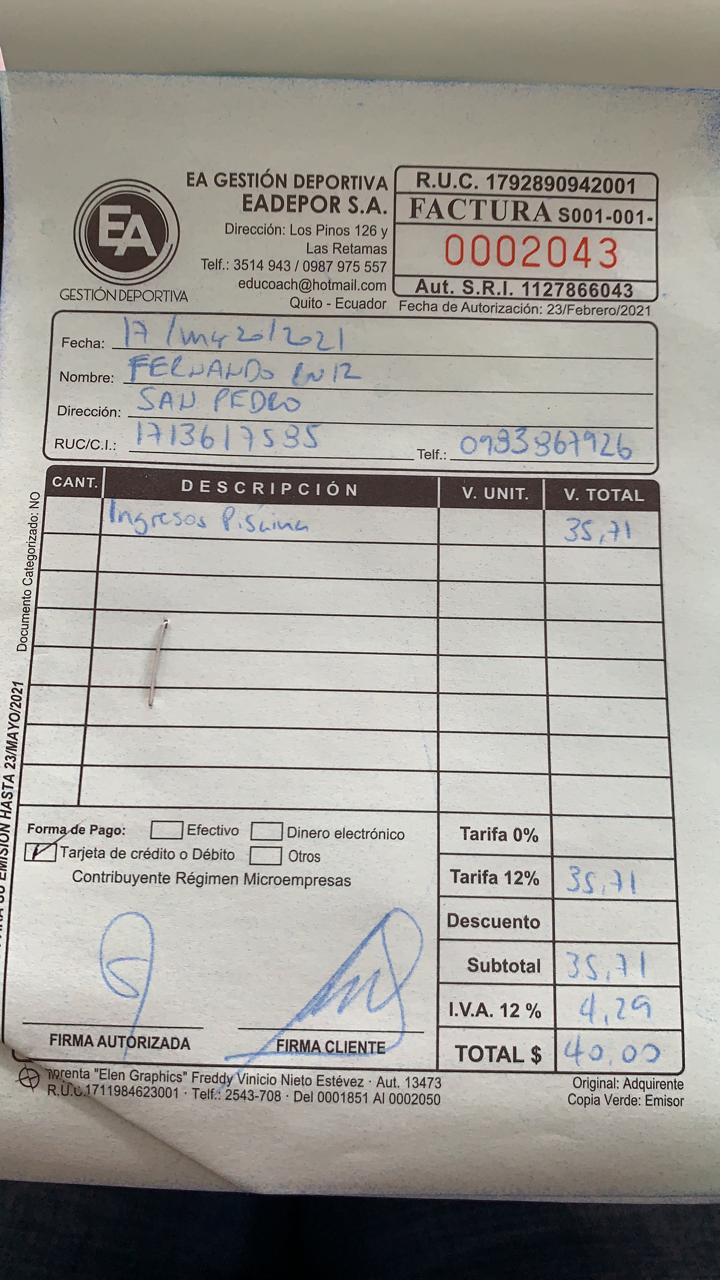 EA
GESTIÓN DEPORTIVA
EA GESTIÓN DEPORTIVA
EADEPOR S.A.
Dirección: Los Pinos 126 y
Las Retamas
Telf.: 3514 943 / 0987 975 557
educoach@hotmail.com
Quito - Ecuador
R.U.C. 1792890942001
FACTURA S001-001-
0002043
Aut. S.R.I. 1127866043
Fecha de Autorización: 23/Febrero/2021
Fecha: 17/marzo/2021
Nombre: FERNANDO RUIZ
Dirección: SAN PEDRO
RUC/C.I.: 1713617585 Telf.: 0983867926
CANT. DESCRIPCIÓN V. UNIT. V. TOTAL
Ingresos Piscina 35,71
Documento Categorizado: NO
EMISIÓN HASTA 23/MAYO/2021
Forma de Pago: Efectivo Dinero electrónico
Tarjeta de crédito o Débito Otros
Contribuyente Régimen Microempresas
Tarifa 0%
Tarifa 12% 35,71
Descuento
Subtotal 35,71
I.V.A. 12 % 4,29
TOTAL $ 40,00
FIRMA AUTORIZADA FIRMA CLIENTE
"Elen Graphics" Freddy Vinicio Nieto Estévez · Aut. 13473
R.U.C.1711984623001 · Telf.: 2543-708 · Del 0001851 Al 0002050
Original: Adquirente
Copia Verde: Emisor